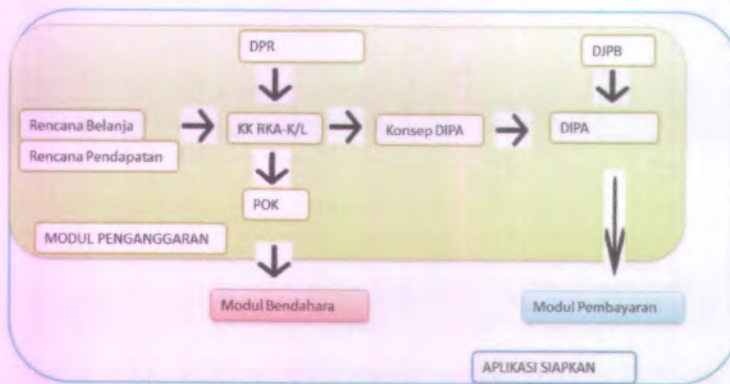 DPR
DJPB
Rencana Belanja
KK RKA-K/L
Konsep DIPA
DIPA
Rencana Pendapatan
POK
MODUL PENGANGGARAN
Modul Bendahara
Modul Pembayaran
APLIKASI SIAPKAN